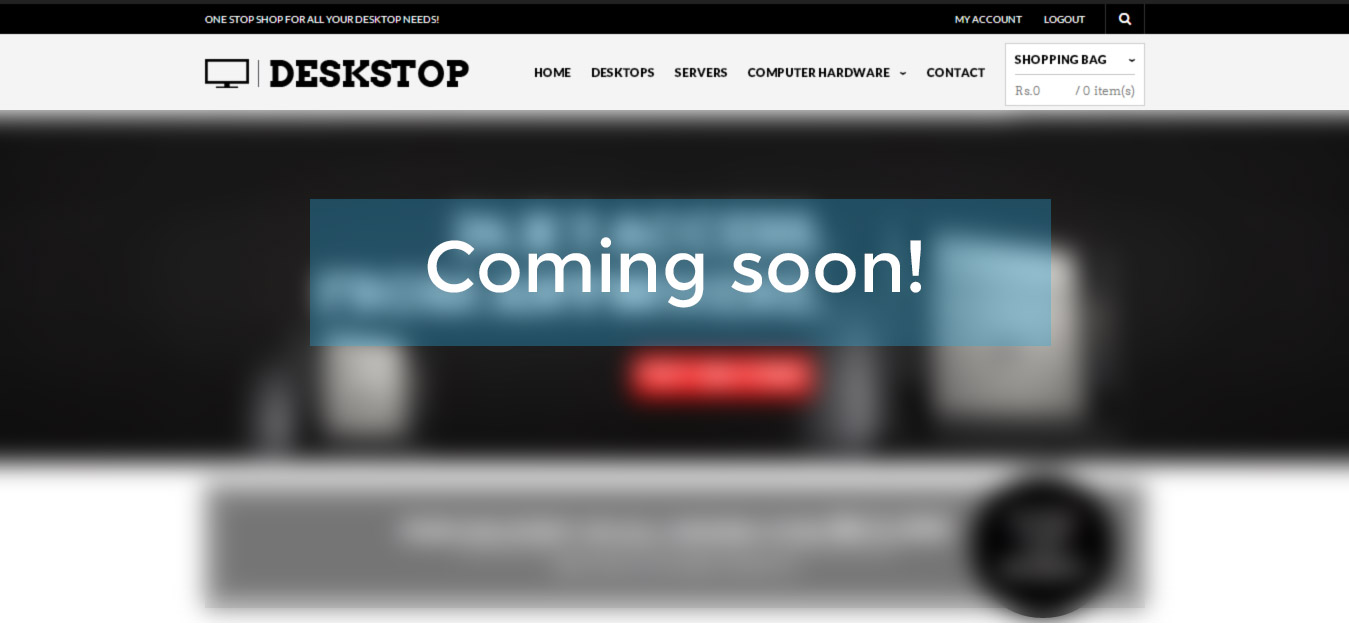 ONE STOP SHOP FOR ALL YOUR DESKTOP NEEDS!
MY ACCOUNT LOGOUT
DESKSTOP
HOME DESKTOPS SERVERS COMPUTER HARDWARE CONTACT
SHOPPING BAG
Rs.0 / 0 item(s)
Coming soon!